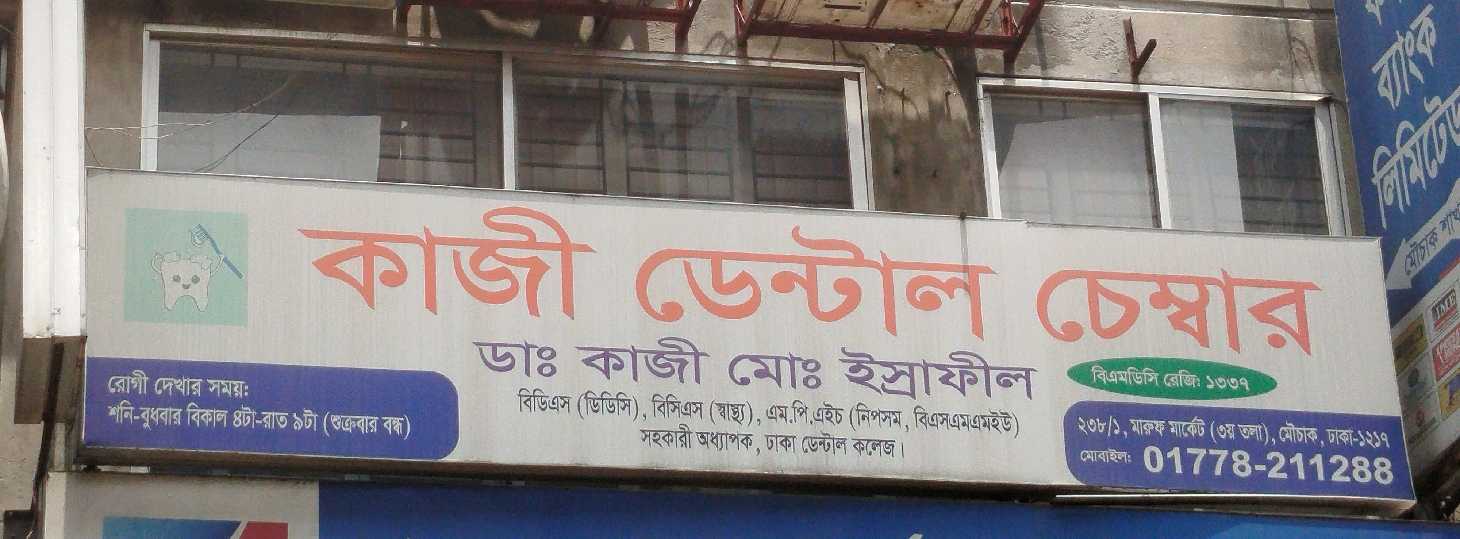 কাজী ডেন্টাল চেম্বার
ডাঃ কাজী মোঃ ইস্রাফীল
বিএমডিসি রেজিঃ ১৩৩৭
বিডিএস (ডিডিসি), বিসিএস (স্বাস্থ্য), এম.পি.এইচ (নিপসম, বিএসএমএমইউ)
সহকারী অধ্যাপক, ঢাকা ডেন্টাল কলেজ।
রোগী দেখার সময়:
শনি-বুধবার বিকাল ৪টা-রাত ৯টা (শুক্রবার বন্ধ)
২৩৮/১, মারুফ মার্কেট (৩য় তলা), মৌচাক, ঢাকা-১২১৭
মোবাইল: 01778-211288
ব্যাংক
লিমিটেড
মৌচাক শাখা